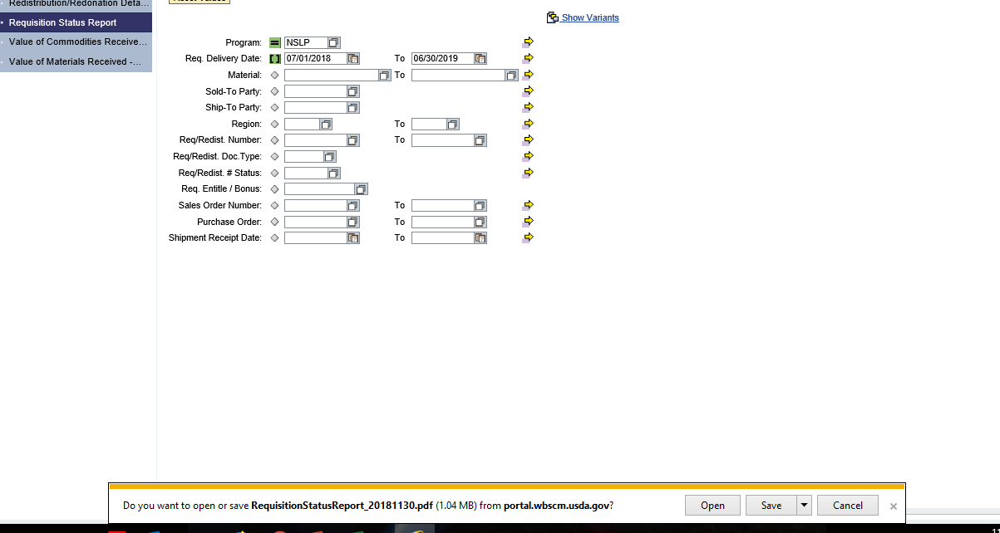 Redistribution/Redonation Deta...
Reset Values
Requisition Status Report
Show Variants
Value of Commodities Receive...
Value of Materials Received -...
Program: NSLP
Req. Delivery Date: 07/01/2018 To 06/30/2019
Material: To
Sold-To Party:
Ship-To Party:
Region: To
Req/Redist. Number: To
Req/Redist. Doc.Type:
Req/Redist. # Status:
Req. Entitle / Bonus:
Sales Order Number: To
Purchase Order: To
Shipment Receipt Date: To
Do you want to open or save RequisitionStatusReport_20181130.pdf (1.04 MB) from portal.wbscm.usda.gov? Open Save Cancel